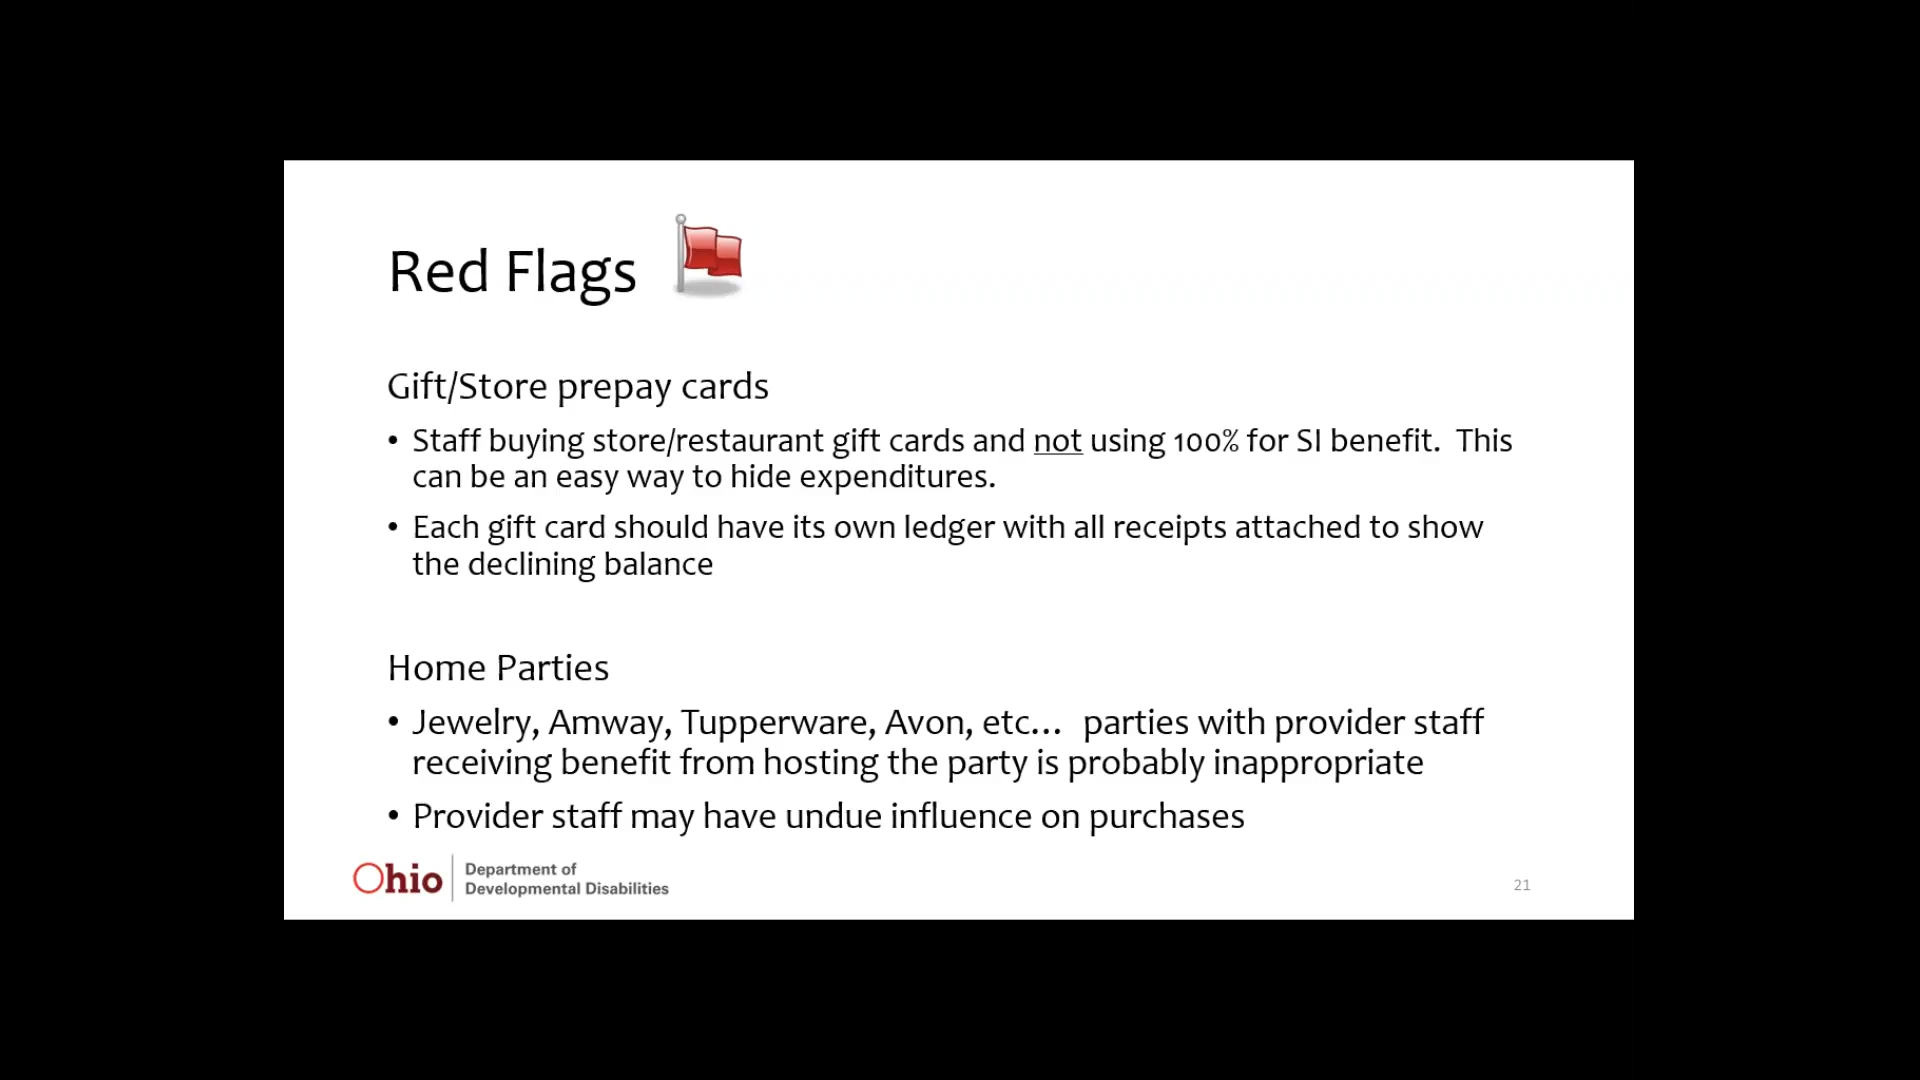 Red Flags
Gift/Store prepay cards
• Staff buying store/restaurant gift cards and not using 100% for SI benefit.  This
can be an easy way to hide expenditures.
• Each gift card should have its own ledger with all receipts attached to show
the declining balance
Home Parties
• Jewelry, Amway, Tupperware, Avon, etc…  parties with provider staff
receiving benefit from hosting the party is probably inappropriate
• Provider staff may have undue influence on purchases
Ohio
Department of
Developmental Disabilities
21